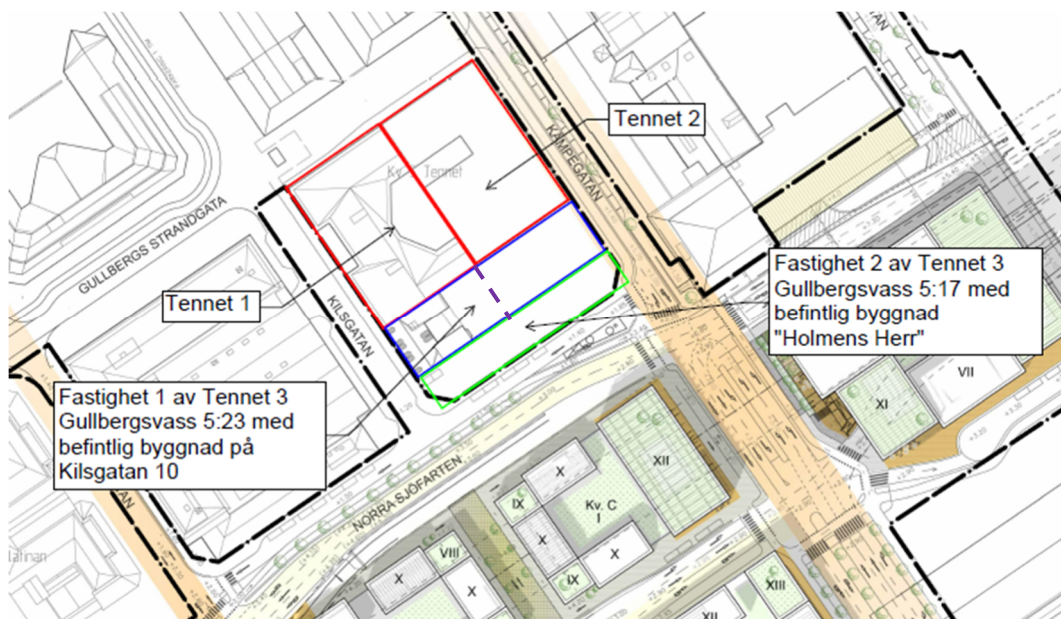 Tennet 2
KÄMPEGATAN
Kv. Tennet
GULLBERGS STRANDGATA
Tennet 1
KILSGATAN
Fastighet 2 av Tennet 3
Gullbergsvass 5:17 med
befintlig byggnad
"Holmens Herr"
Fastighet 1 av Tennet 3
Gullbergsvass 5:23 med
befintlig byggnad på
Kilsgatan 10
NORRA SJÖFARTEN
VII
XI
XII
X
IX
Kv. C
I
X
X
IX
VIII
X
X
XIII
XII
X